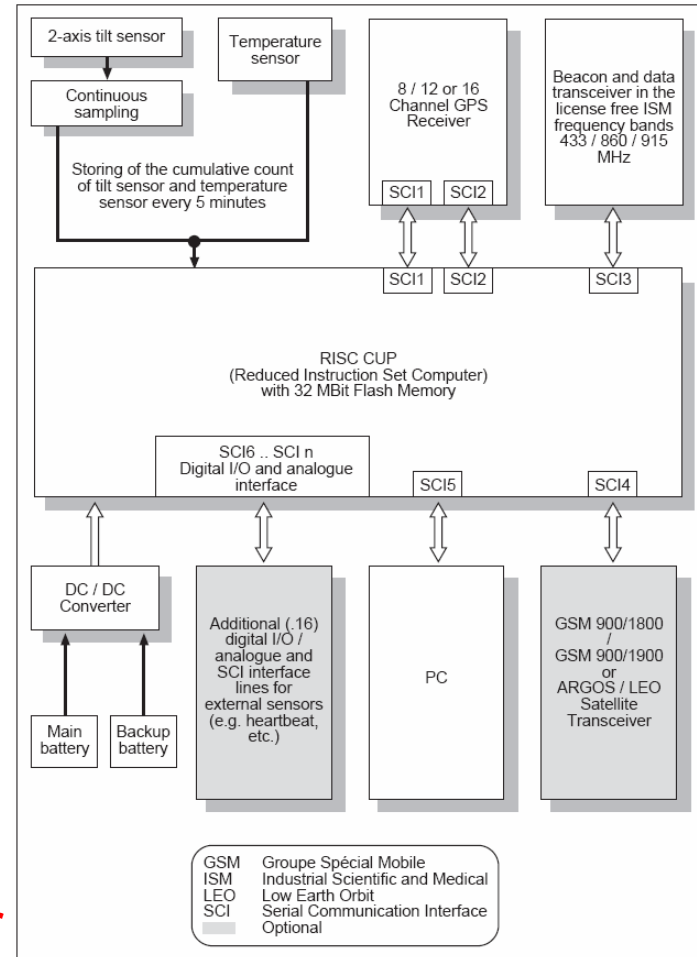 2-axis tilt sensor
Continuous
sampling
Temperature
sensor
Storing of the cumulative count
of tilt sensor and temperature
sensor every 5 minutes
8 / 12 or 16
Channel GPS
Receiver
SCI1 SCI2
Beacon and data
transceiver in the
license free ISM
frequency bands
433 / 860 / 915
MHz
SCI1 SCI2 SCI3
RISC CUP
(Reduced Instruction Set Computer)
with 32 MBit Flash Memory
SCI6 .. SCI n
Digital I/O and analogue
interface
SCI5 SCI4
DC / DC
Converter
Main
battery
Backup
battery
Additional (.16)
digital I/O /
analogue and
SCI interface
lines for
external sensors
(e.g. heartbeat,
etc.)
PC
GSM 900/1800
/
GSM 900/1900
or
ARGOS / LEO
Satellite
Transceiver
GSM Groupe Spécial Mobile
ISM Industrial Scientific and Medical
LEO Low Earth Orbit
SCI Serial Communication Interface
Optional